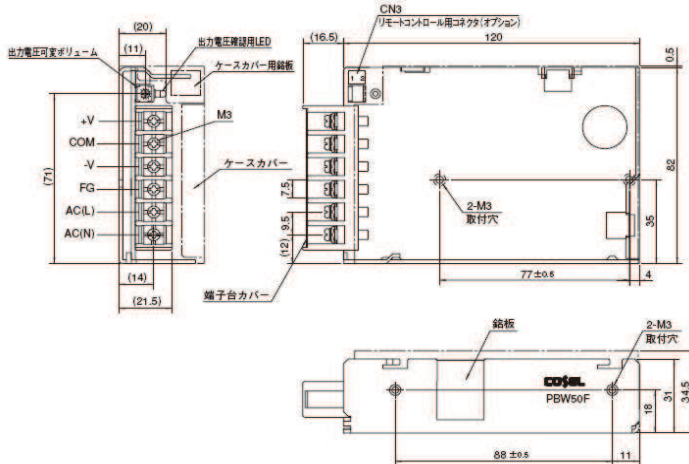 (20)
(11)
出力電圧確認用LED
出力電圧可変ボリューム
ケースカバー用銘板
+V
COM
-V
FG
AC(L)
AC(N)
M3
ケースカバー
(71)
(14)
(21.5)
端子台カバー
CN3
リモートコントロール用コネクタ(オプション)
(16.5)
120
0.5
1 2
7.5
9.5
(12)
2-M3
取付穴
82
35
77±0.5
4
銘板
2-M3
取付穴
COSEL
PBW50F
18
31
34.5
88±0.5
11